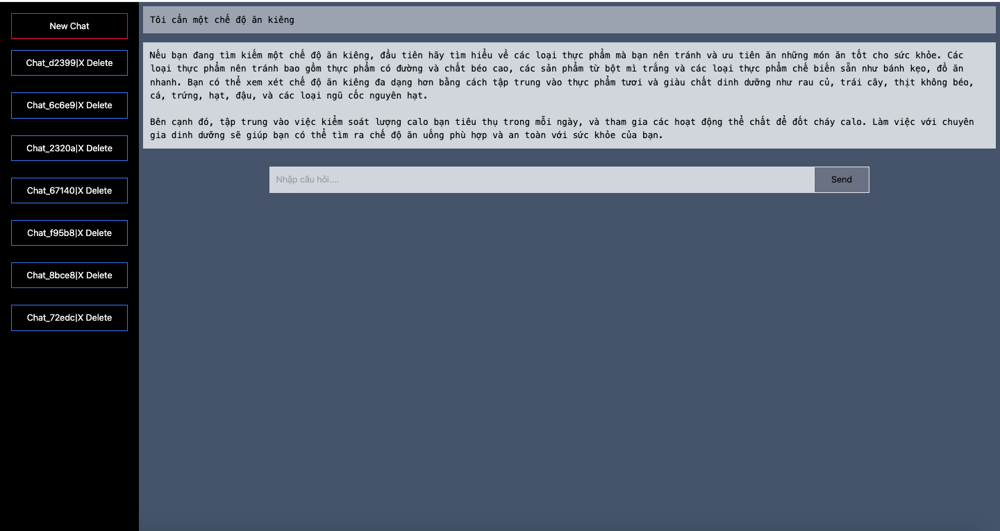 New Chat
Chat_d2399|X Delete
Chat_6c6e9|X Delete
Chat_2320a|X Delete
Chat_67140|X Delete
Chat_f95b8|X Delete
Chat_8bce8|X Delete
Chat_72edc|X Delete
Tôi cần một chế độ ăn kiêng
Nếu bạn đang tìm kiếm một chế độ ăn kiêng, đầu tiên hãy tìm hiểu về các loại thực phẩm mà bạn nên tránh và ưu tiên ăn những món ăn tốt cho sức khỏe. Các
loại thực phẩm nên tránh bao gồm thực phẩm có đường và chất béo cao, các sản phẩm từ bột mì trắng và các loại thực phẩm chế biến sẵn như bánh kẹo, đồ ăn
nhanh. Bạn có thể xem xét chế độ ăn kiêng đa dạng hơn bằng cách tập trung vào thực phẩm tươi và giàu chất dinh dưỡng như rau củ, trái cây, thịt không béo,
cá, trứng, hạt, đậu, và các loại ngũ cốc nguyên hạt.
Bên cạnh đó, tập trung vào việc kiểm soát lượng calo bạn tiêu thụ trong mỗi ngày, và tham gia các hoạt động thể chất để đốt cháy calo. Làm việc với chuyên
gia dinh dưỡng sẽ giúp bạn có thể tìm ra chế độ ăn uống phù hợp và an toàn với sức khỏe của bạn.
Nhập câu hỏi....
Send